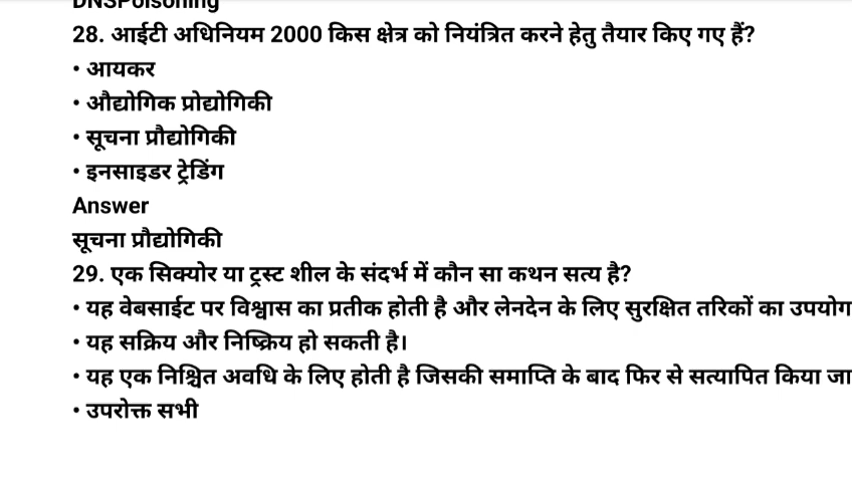 DNSPoisoning
28. आईटी अधिनियम 2000 किस क्षेत्र को नियंत्रित करने हेतु तैयार किए गए हैं?
• आयकर
• औद्योगिक प्रोद्योगिकी
• सूचना प्रौद्योगिकी
• इनसाइडर ट्रेडिंग
Answer
सूचना प्रौद्योगिकी
29. एक सिक्योर या ट्रस्ट शील के संदर्भ में कौन सा कथन सत्य है?
• यह वेबसाईट पर विश्वास का प्रतीक होती है और लेनदेन के लिए सुरक्षित तरिकों का उपयोग
• यह सक्रिय और निष्क्रिय हो सकती है।
• यह एक निश्चित अवधि के लिए होती है जिसकी समाप्ति के बाद फिर से सत्यापित किया जा
• उपरोक्त सभी